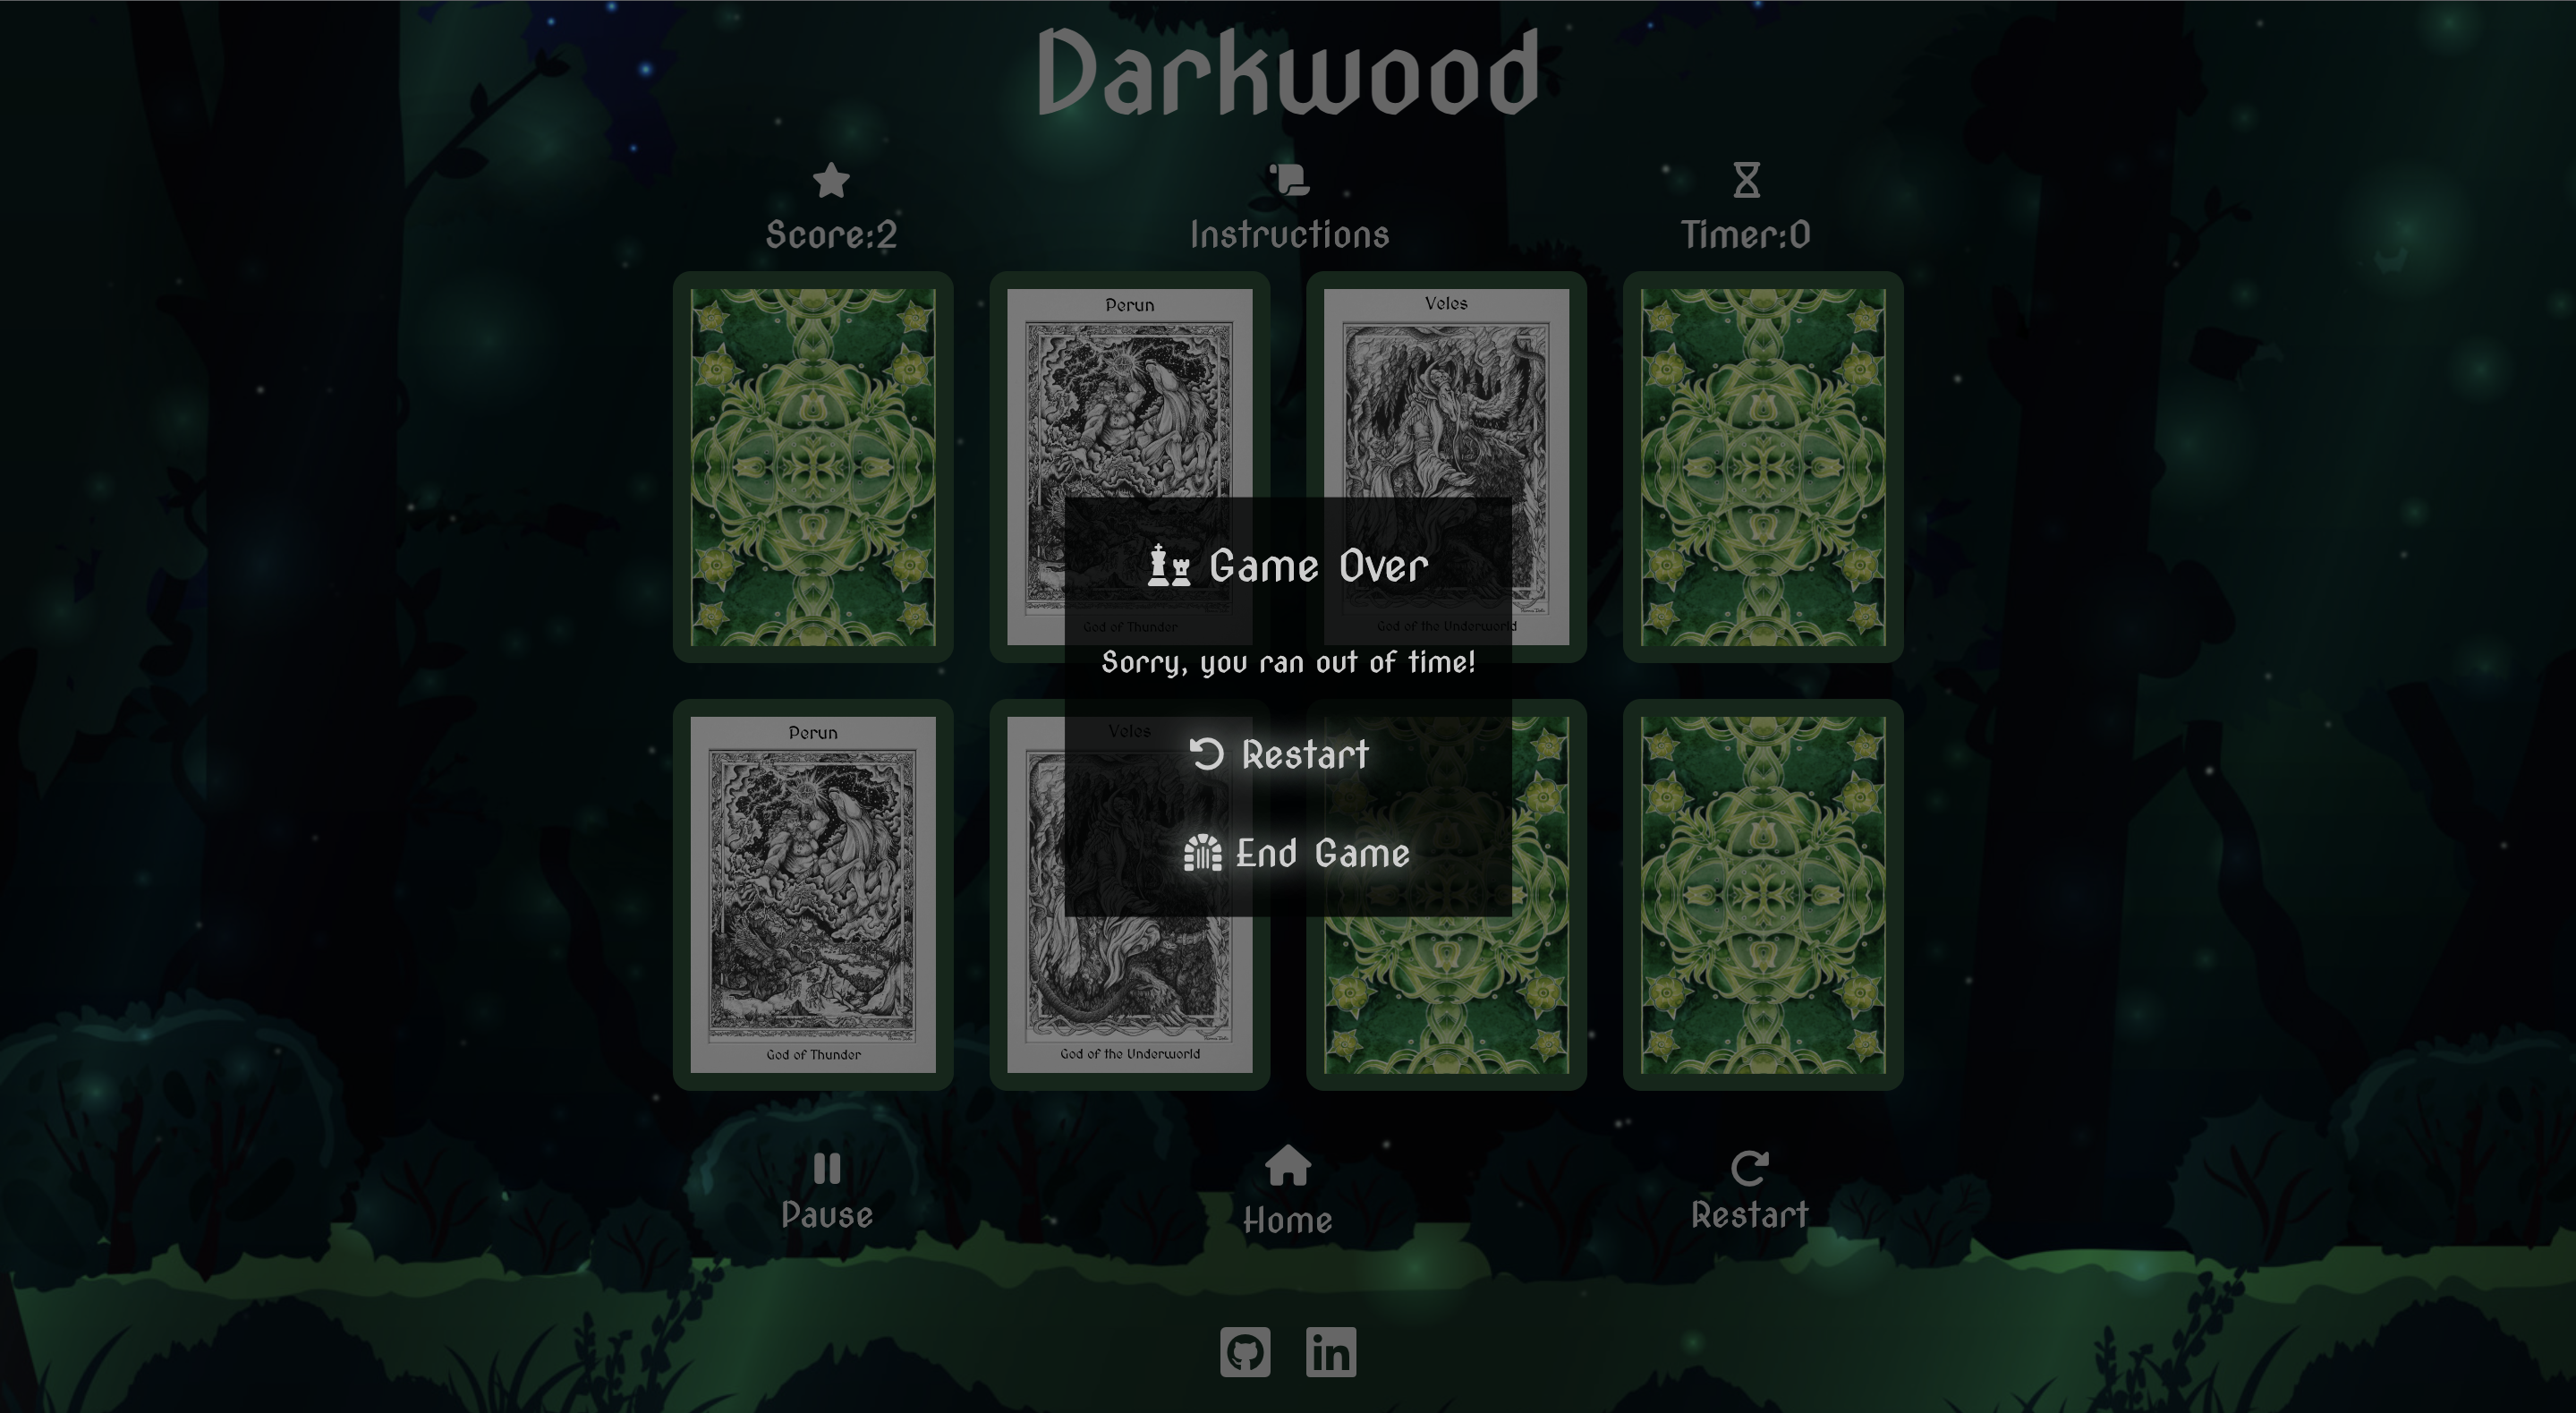 Darkwood
Score:2
Instructions
Timer:0
Perun
Veles
God of Thunder
God of the Underworld
Game Over
Sorry, you ran out of time!
Restart
End Game
Perun
God of Thunder
Veles
God of the Underworld
Pause
Home
Restart
in